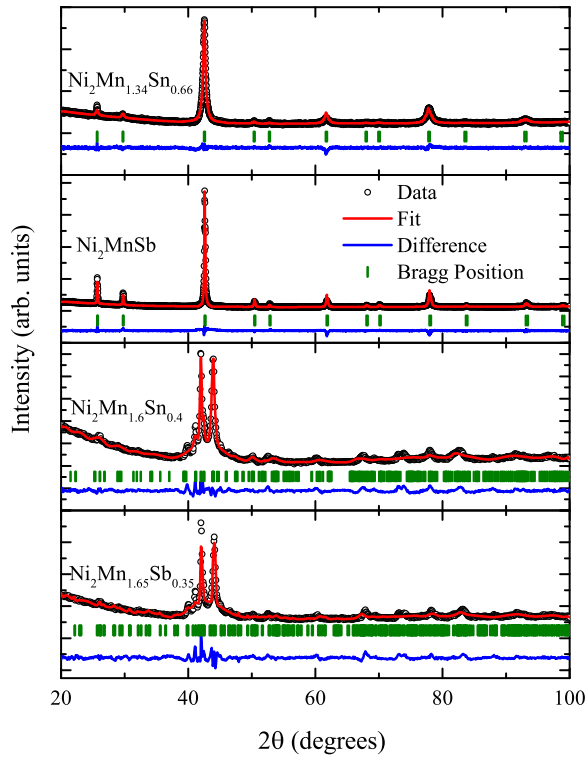 Ni₂Mn₁.₃₄Sn₀.₆₆
Ni₂MnSb
Data
Fit
Difference
Bragg Position
Ni₂Mn₁.₆Sn₀.₄
Ni₂Mn₁.₆₅Sb₀.₃₅
Intensity (arb. units)
20 40 60 80 100
2θ (degrees)